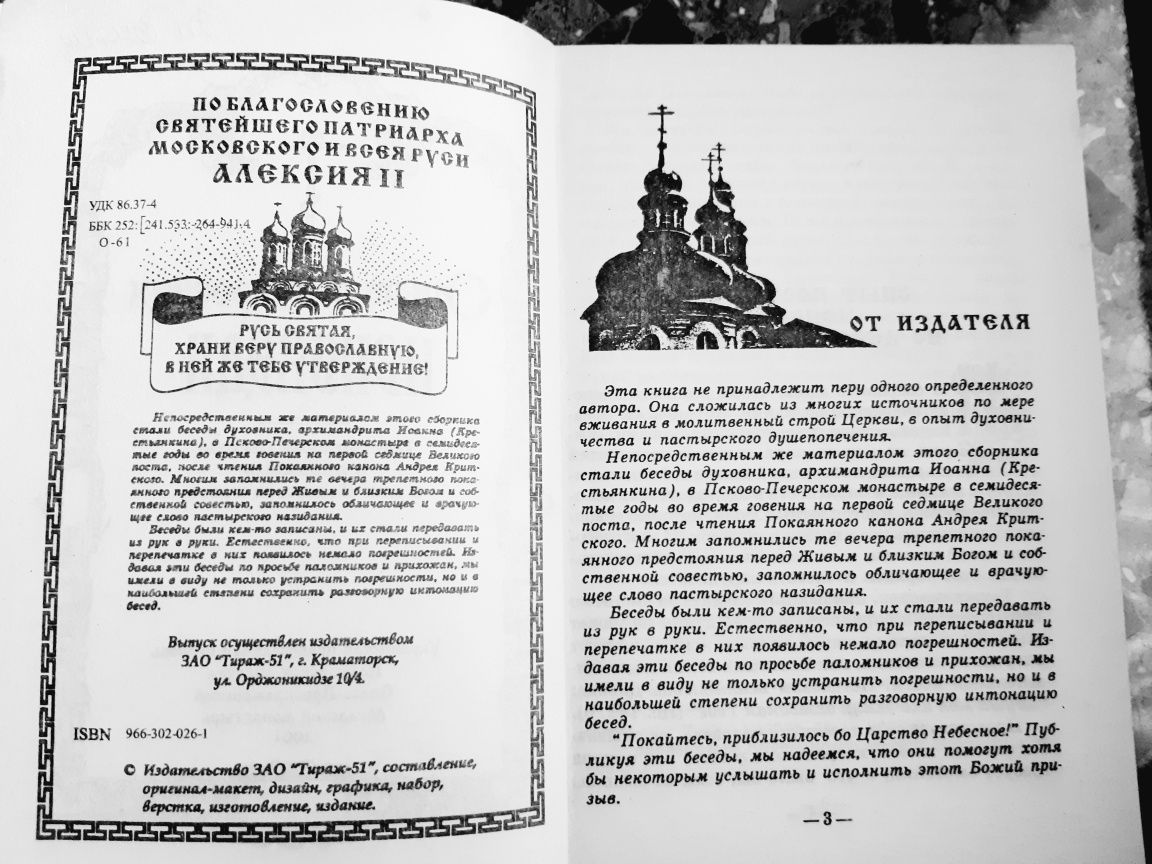 ПО БЛАГОСЛОВЕНИЮ
СВЯТЕЙШЕГО ПАТРИАРХА
МОСКОВСКОГО И ВСЕЯ РУСИ
АЛЕКСИЯ II
УДК 86.37-4
ББК 252:[241.533:-264-941.4
О-61
РУСЬ СВЯТАЯ,
ХРАНИ ВЕРУ ПРАВОСЛАВНУЮ,
В НЕЙ ЖЕ ТЕБЕ УТВЕРЖДЕНИЕ!
Непосредственным же материалом этого сборника
стали беседы духовника, архимандрита Иоанна (Кре-
стьянкина), в Псково-Печерском монастыре в семидеся-
тые годы во время говения на первой седмице Великого
поста, после чтения Покаянного канона Андрея Крит-
ского. Многим запомнились те вечера трепетного пока-
янного предстояния перед Живым и близким Богом и соб-
ственной совестью, запомнилось обличающее и врачую-
щее слово пастырского назидания.
Беседы были кем-то записаны, и их стали передавать
из рук в руки. Естественно, что при переписывании и
перепечатке в них появилось немало погрешностей. Из-
давая эти беседы по просьбе паломников и прихожан, мы
имели в виду не только устранить погрешности, но и в
наибольшей степени сохранить разговорную интонацию
бесед.
Выпуск осуществлен издательством
ЗАО "Тираж-51", г. Краматорск,
ул. Орджоникидзе 10/4.
ISBN 966-302-026-1
© Издательство ЗАО "Тираж-51", составление,
оригинал-макет, дизайн, графика, набор,
верстка, изготовление, издание.
ОТ ИЗДАТЕЛЯ
Эта книга не принадлежит перу одного определенного
автора. Она сложилась из многих источников по мере
вживания в молитвенный строй Церкви, в опыт духовни-
чества и пастырского душепопечения.
Непосредственным же материалом этого сборника
стали беседы духовника, архимандрита Иоанна (Кре-
стьянкина), в Псково-Печерском монастыре в семидеся-
тые годы во время говения на первой седмице Великого
поста, после чтения Покаянного канона Андрея Крит-
ского. Многим запомнились те вечера трепетного пока-
янного предстояния перед Живым и близким Богом и соб-
ственной совестью, запомнилось обличающее и врачую-
щее слово пастырского назидания.
Беседы были кем-то записаны, и их стали передавать
из рук в руки. Естественно, что при переписывании и
перепечатке в них появилось немало погрешностей. Из-
давая эти беседы по просьбе паломников и прихожан, мы
имели в виду не только устранить погрешности, но и в
наибольшей степени сохранить разговорную интонацию
бесед.
"Покайтесь, приблизилось бо Царство Небесное!" Пуб-
ликуя эти беседы, мы надеемся, что они помогут хотя
бы некоторым услышать и исполнить этот Божий при-
зыв.
—3—